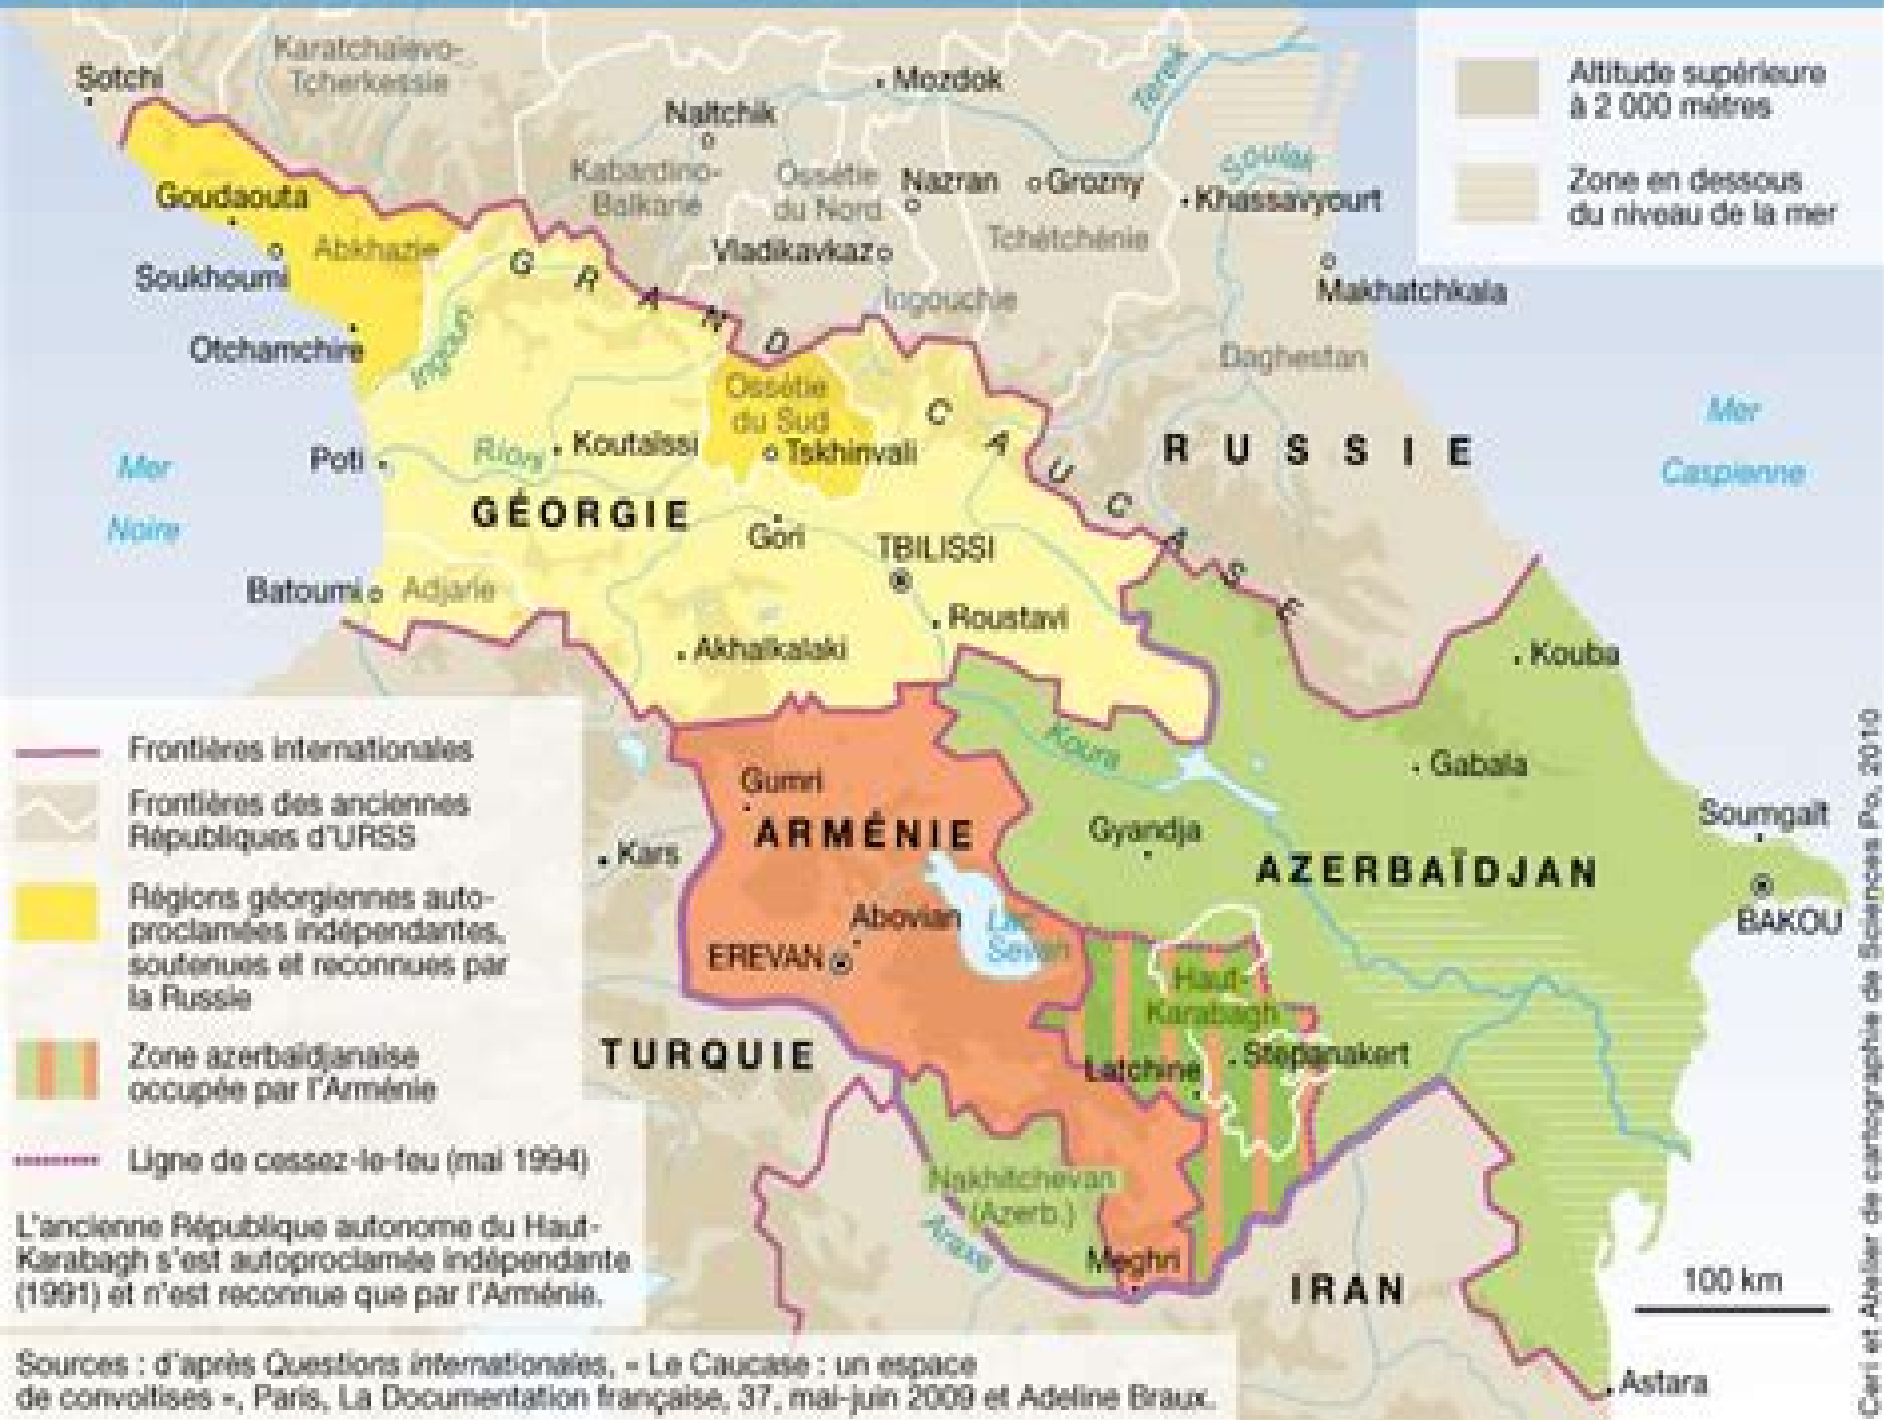 Sotchi
Karatchaïevo-
Tcherkessie
Mozdok
Terek
Naltchik
Kabardino-
Balkarie
Ossétie
du Nord
Nazran
Grozny
Soulak
Khassavyourt
Tchétchénie
Vladikavkaz
Ingouchie
Makhatchkala
Daghestan
Altitude supérieure
à 2 000 mètres
Zone en dessous
du niveau de la mer
Goudaouta
Abkhazie
Soukhoumi
Otchamchire
Ingouri
GRAND CAUCASE
Ossétie
du Sud
Tskhinvali
Rioni
Koutaïssi
Poti
Mer
Noire
GÉORGIE
Gori
TBILISSI
RUSSIE
Mer
Caspienne
Batoumi
Adjarie
Roustavi
Akhalkalaki
Kouba
Koura
Gabala
Gumri
ARMÉNIE
Gyandja
Soumgaït
AZERBAÏDJAN
BAKOU
Kars
Abovian
EREVAN
Lac
Sevan
Haut-
Karabagh
Stepanakert
Latchine
TURQUIE
Nakhitchevan
(Azerb.)
Araxe
Meghri
IRAN
Astara
100 km
Frontières internationales
Frontières des anciennes
Républiques d'URSS
Régions géorgiennes auto-
proclamées indépendantes,
soutenues et reconnues par
la Russie
Zone azerbaïdjanaise
occupée par l'Arménie
Ligne de cessez-le-feu (mai 1994)
L'ancienne République autonome du Haut-
Karabagh s'est autoproclamée indépendante
(1991) et n'est reconnue que par l'Arménie.
Sources : d'après Questions internationales, « Le Caucase : un espace
de convoitises », Paris, La Documentation française, 37, mai-juin 2009 et Adeline Braux.
Ceri et Atelier de cartographie de Sciences Po, 2010